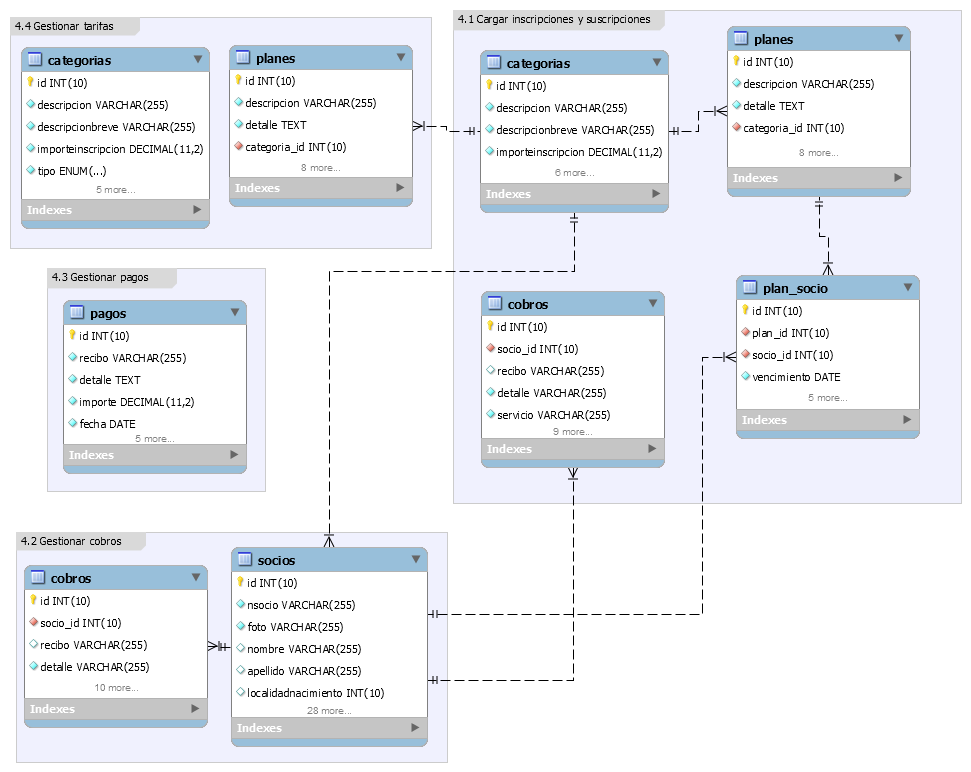 4.4 Gestionar tarifas
categorias
id INT(10)
descripcion VARCHAR(255)
descripcionbreve VARCHAR(255)
importeinscripcion DECIMAL(11,2)
tipo ENUM(...)
5 more...
Indexes
planes
id INT(10)
descripcion VARCHAR(255)
detalle TEXT
categoria_id INT(10)
8 more...
Indexes
4.1 Cargar inscripciones y suscripciones
categorias
id INT(10)
descripcion VARCHAR(255)
descripcionbreve VARCHAR(255)
importeinscripcion DECIMAL(11,2)
6 more...
Indexes
planes
id INT(10)
descripcion VARCHAR(255)
detalle TEXT
categoria_id INT(10)
8 more...
Indexes
cobros
id INT(10)
socio_id INT(10)
recibo VARCHAR(255)
detalle VARCHAR(255)
servicio VARCHAR(255)
9 more...
Indexes
plan_socio
id INT(10)
plan_id INT(10)
socio_id INT(10)
vencimiento DATE
5 more...
Indexes
4.3 Gestionar pagos
pagos
id INT(10)
recibo VARCHAR(255)
detalle TEXT
importe DECIMAL(11,2)
fecha DATE
5 more...
Indexes
4.2 Gestionar cobros
cobros
id INT(10)
socio_id INT(10)
recibo VARCHAR(255)
detalle VARCHAR(255)
10 more...
Indexes
socios
id INT(10)
nsocio VARCHAR(255)
foto VARCHAR(255)
nombre VARCHAR(255)
apellido VARCHAR(255)
localidadnacimiento INT(10)
28 more...
Indexes